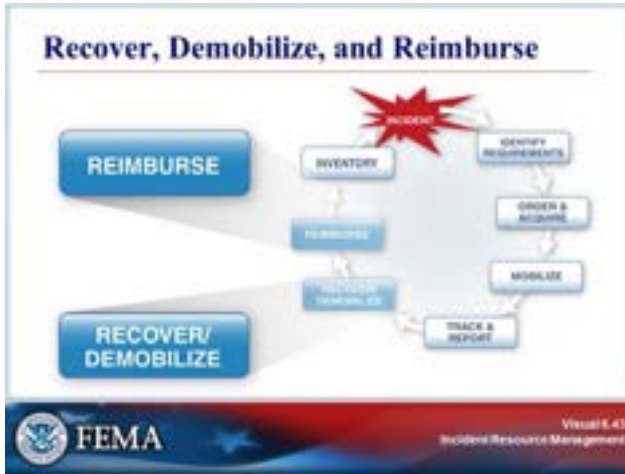 Recover, Demobilize, and Reimburse
REIMBURSE
RECOVER/
DEMOBILIZE
INCIDENT
IDENTIFY
REQUIREMENTS
ORDER &
ACQUIRE
MOBILIZE
TRACK &
REPORT
RECOVER/
DEMOBILIZE
REIMBURSE
INVENTORY
FEMA
Visual 6.43
Incident Resource Management